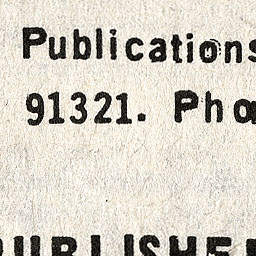 Publications
91321. Pho
PUBLISHE